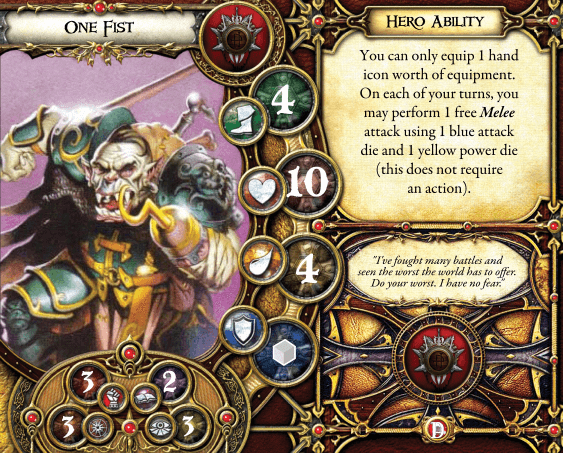 One Fist
4
10
4
3
2
3
3
Hero Ability
You can only equip 1 hand
icon worth of equipment.
On each of your turns, you
may perform 1 free Melee
attack using 1 blue attack
die and 1 yellow power die
(this does not require
an action).
"I've fought many battles and
seen the worst the world has to offer.
Do your worst. I have no fear."
D